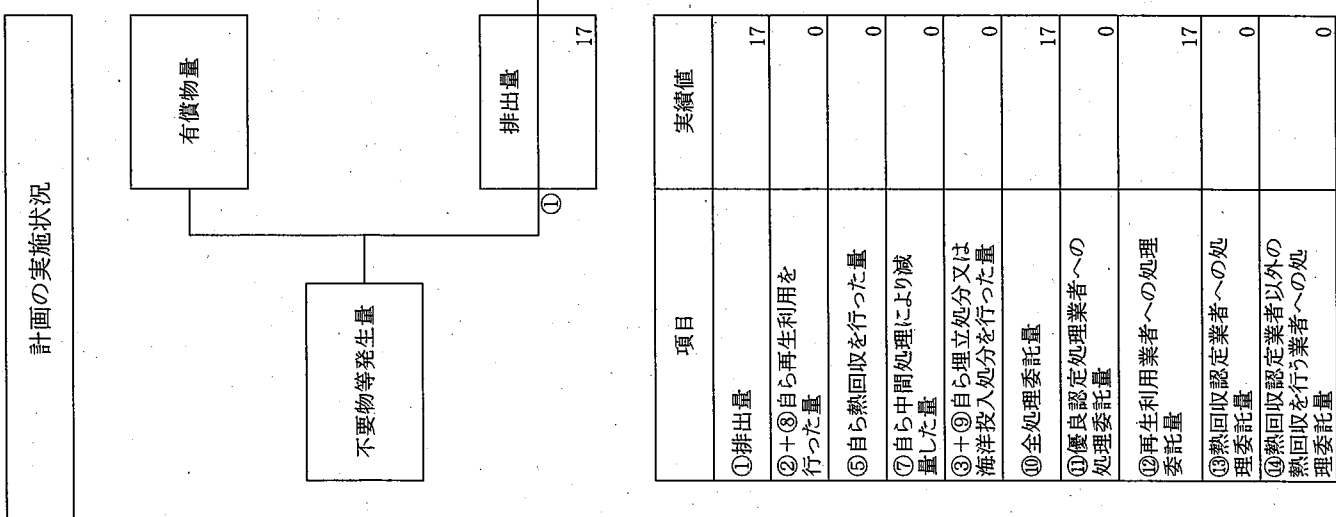 計画の実施状況
有償物量
不要物等発生量
排出量
①
17
項目 実績値
①排出量 17
②+⑧自ら再生利用を
行った量 0
⑤自ら熱回収を行った量 0
⑦自ら中間処理により減
量した量 0
③+⑨自ら埋立処分又は
海洋投入処分を行った量 0
⑩全処理委託量 17
⑪優良認定処理業者への
処理委託量 0
⑫再生利用業者への処理
委託量 17
⑬熱回収認定業者への処
理委託量 0
⑭熱回収認定業者以外の
熱回収を行う業者への処
理委託量 0